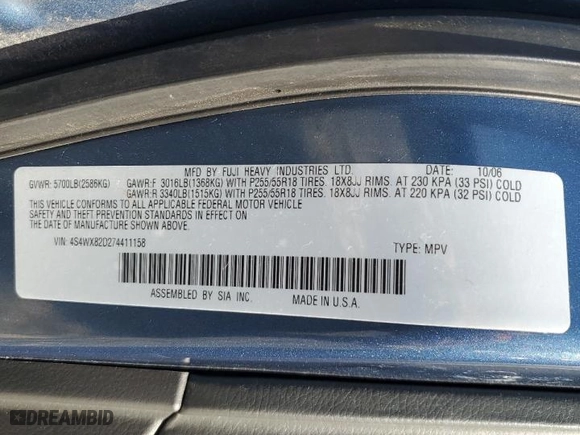 MFD BY FUJI HEAVY INDUSTRIES LTD. DATE: 10/06
GVWR: 5700LB(2586KG) GAWR:F 3016LB(1368KG) WITH P255/55R18 TIRES. 18X8JJ RIMS. AT 230 KPA (33 PSI) COLD
GAWR:R 3340LB(1515KG) WITH P255/55R18 TIRES. 18X8JJ RIMS. AT 220 KPA (32 PSI) COLD
THIS VEHICLE CONFORMS TO ALL APPLICABLE FEDERAL MOTOR VEHICLE
SAFETY AND THEFT PREVENTION STANDARDS IN EFFECT ON
THE DATE OF MANUFACTURE SHOWN ABOVE.
VIN: 4S4WX82D274411158 TYPE: MPV
ASSEMBLED BY SIA INC. MADE IN U.S.A.
DREAMBID